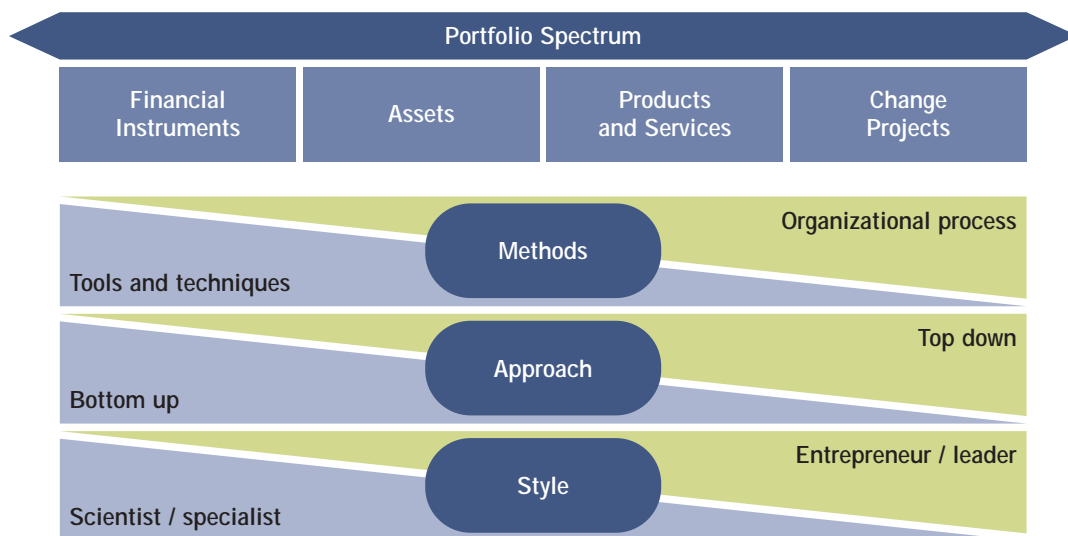 Portfolio Spectrum
Financial
Instruments
Assets
Products
and Services
Change
Projects
Organizational process
Methods
Tools and techniques
Top down
Approach
Bottom up
Entrepreneur / leader
Style
Scientist / specialist